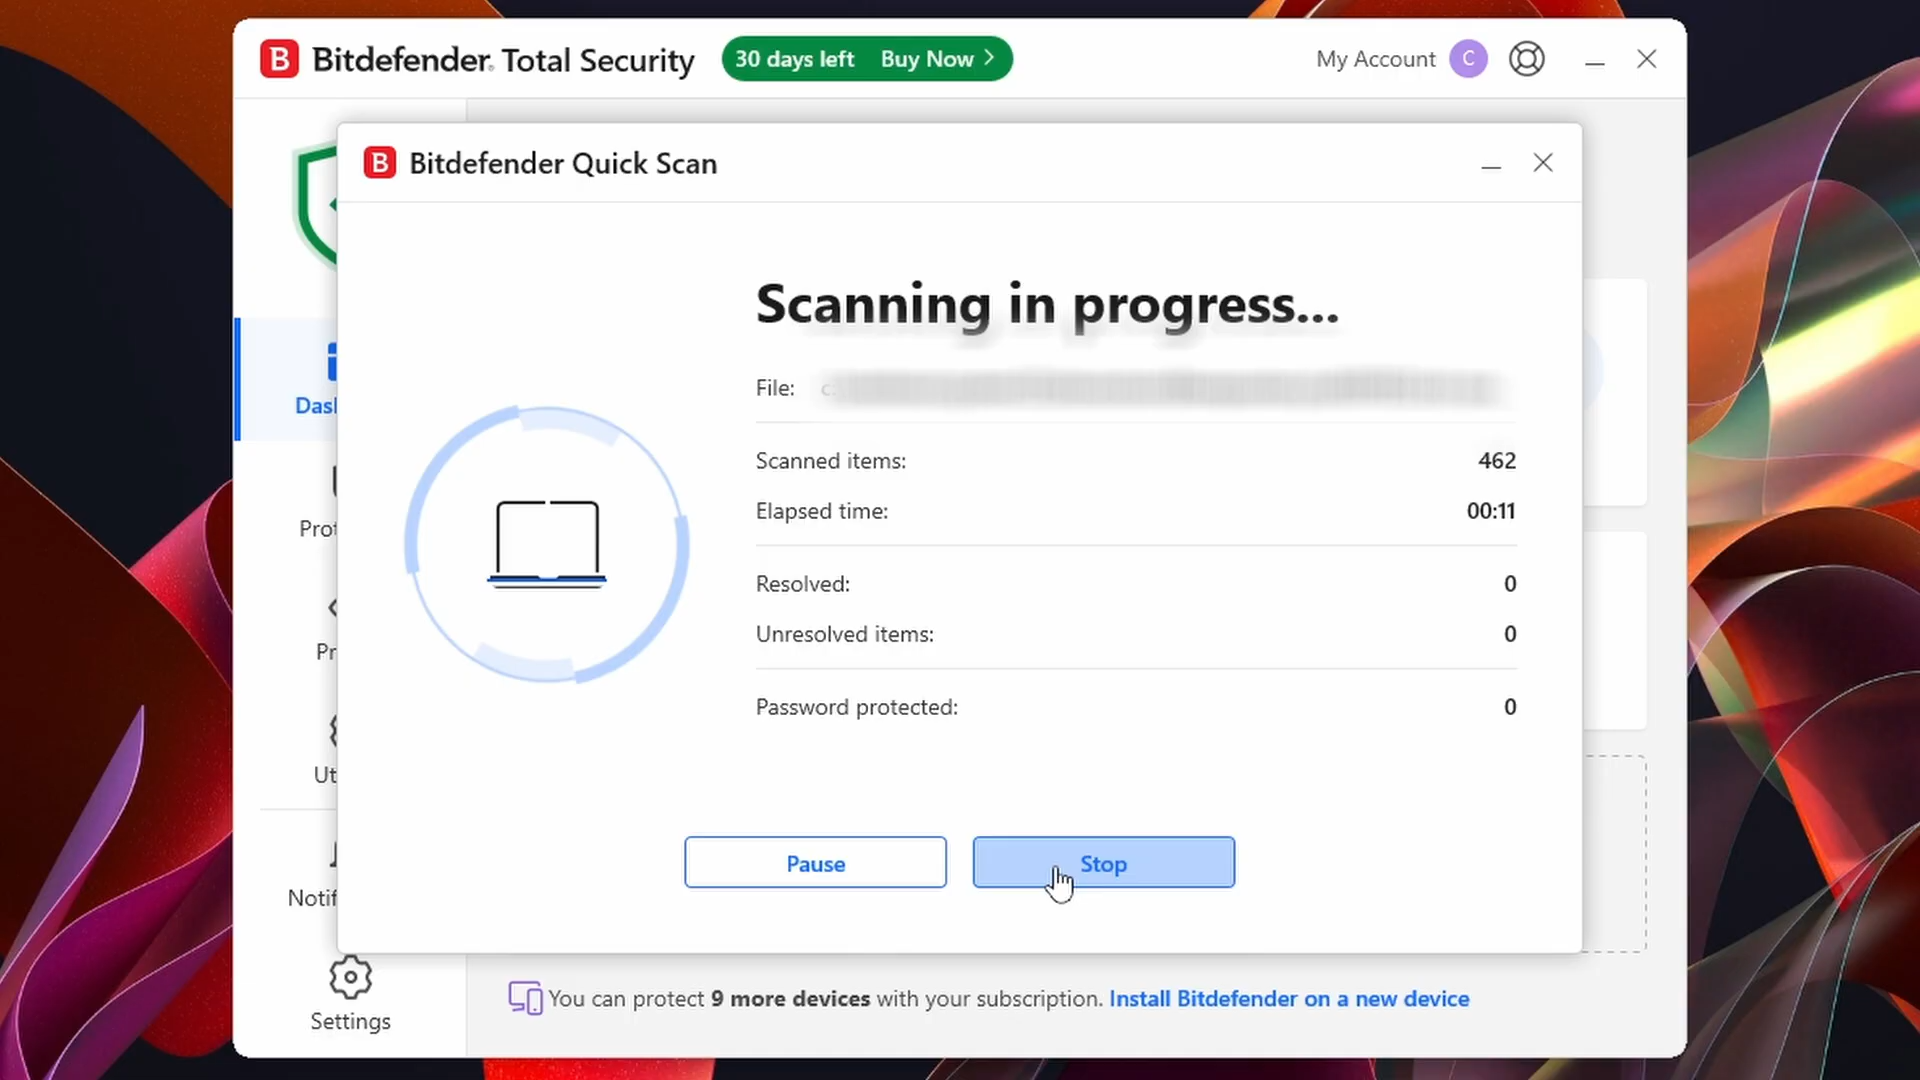 B Bitdefender Total Security
30 days left Buy Now
My Account C
B Bitdefender Quick Scan
Scanning in progress...
File:
Scanned items: 462
Elapsed time: 00:11
Resolved: 0
Unresolved items: 0
Password protected: 0
Pause
Stop
Settings
You can protect 9 more devices with your subscription. Install Bitdefender on a new device